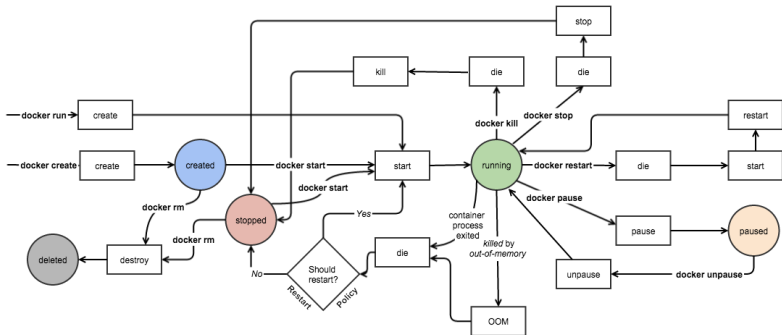 stop
kill
die
die
docker run
create
docker kill
docker stop
restart
docker create
create
created
docker start
start
running
docker restart
die
start
docker start
docker pause
docker rm
stopped
docker rm
Yes
container
process
exited
killed by
out-of-memory
pause
paused
deleted
destroy
No
Should
restart?
Restart
Policy
die
unpause
docker unpause
OOM